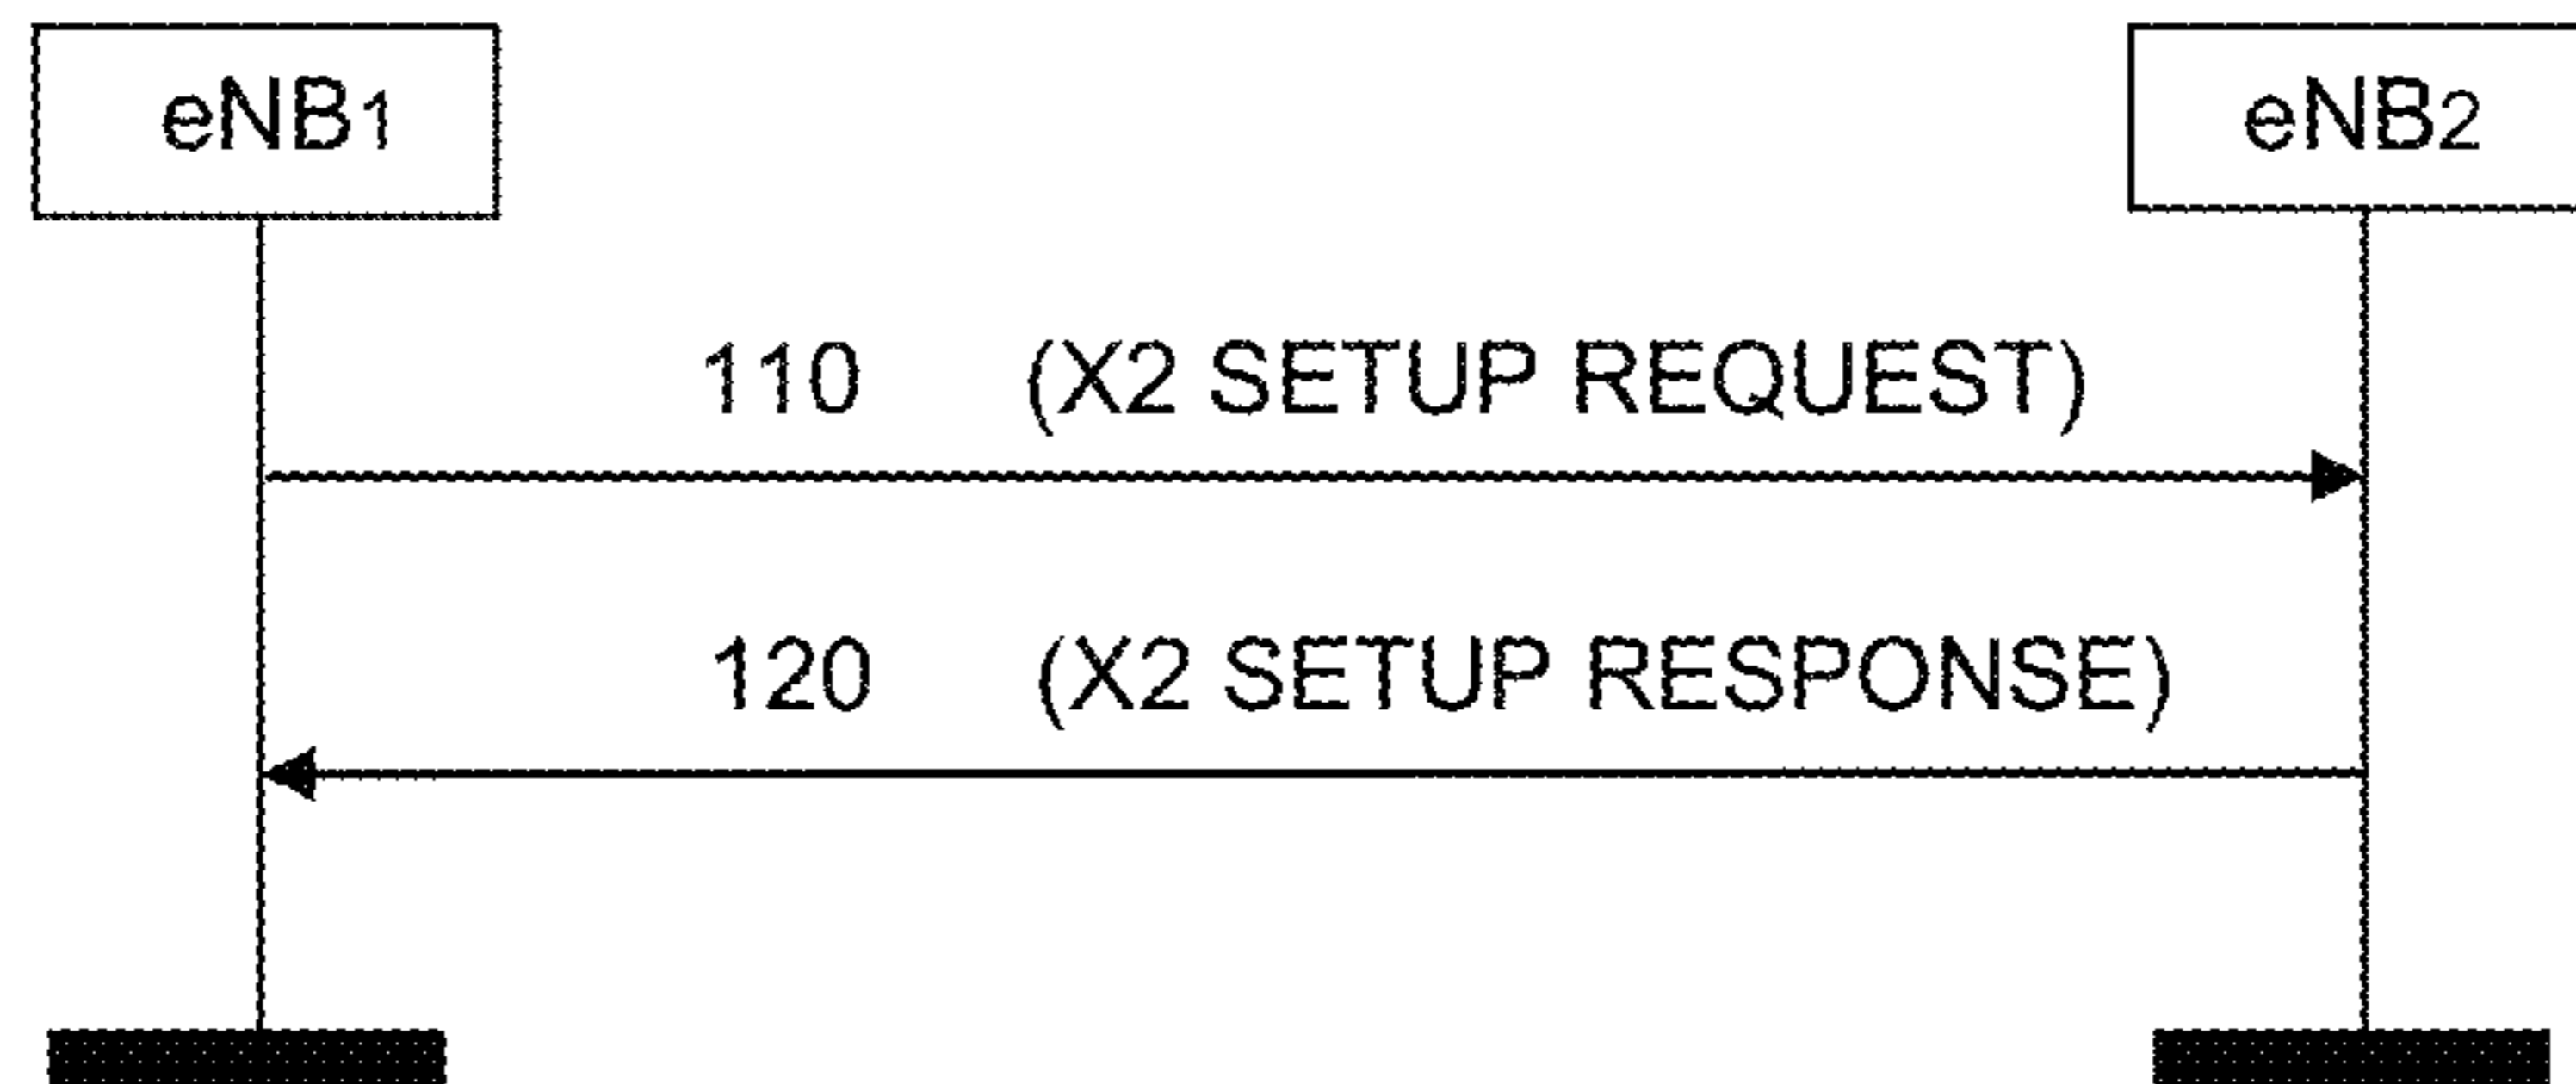 eNB1 eNB2
110 (X2 SETUP REQUEST)
120 (X2 SETUP RESPONSE)